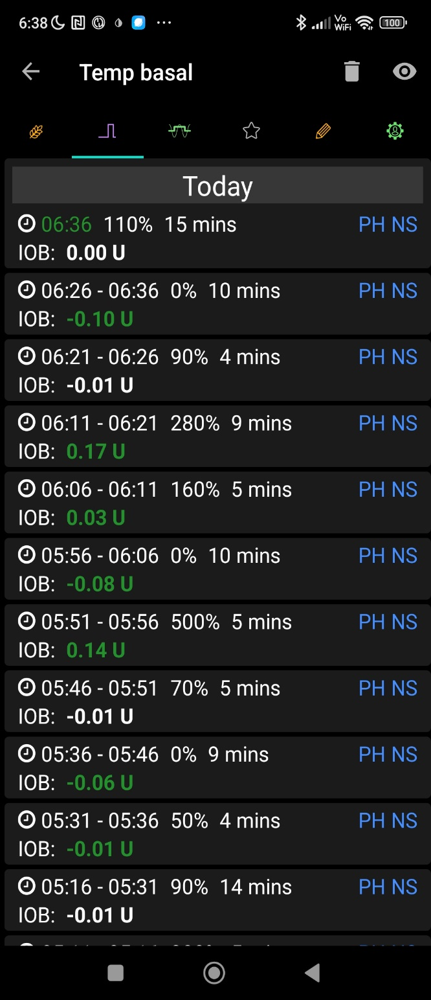 6:38
Vo
WiFi
100
Temp basal
Today
06:36 110% 15 mins PH NS
IOB: 0.00 U
06:26 - 06:36 0% 10 mins PH NS
IOB: -0.10 U
06:21 - 06:26 90% 4 mins PH NS
IOB: -0.01 U
06:11 - 06:21 280% 9 mins PH NS
IOB: 0.17 U
06:06 - 06:11 160% 5 mins PH NS
IOB: 0.03 U
05:56 - 06:06 0% 10 mins PH NS
IOB: -0.08 U
05:51 - 05:56 500% 5 mins PH NS
IOB: 0.14 U
05:46 - 05:51 70% 5 mins PH NS
IOB: -0.01 U
05:36 - 05:46 0% 9 mins PH NS
IOB: -0.06 U
05:31 - 05:36 50% 4 mins PH NS
IOB: -0.01 U
05:16 - 05:31 90% 14 mins PH NS
IOB: -0.01 U